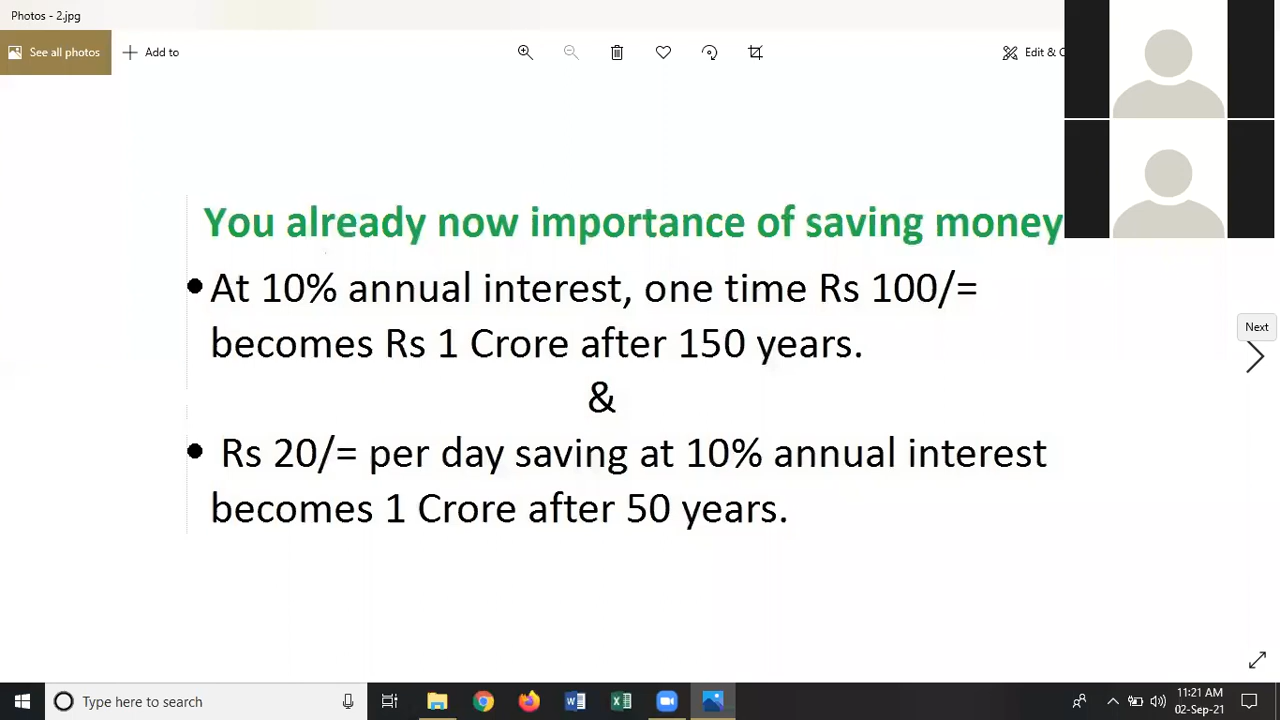 Photos - 2.jpg
See all photos
Add to
Edit & C
You already now importance of saving money
• At 10% annual interest, one time Rs 100/=
becomes Rs 1 Crore after 150 years.
&
• Rs 20/= per day saving at 10% annual interest
becomes 1 Crore after 50 years.
Next
Type here to search
11:21 AM
02-Sep-21